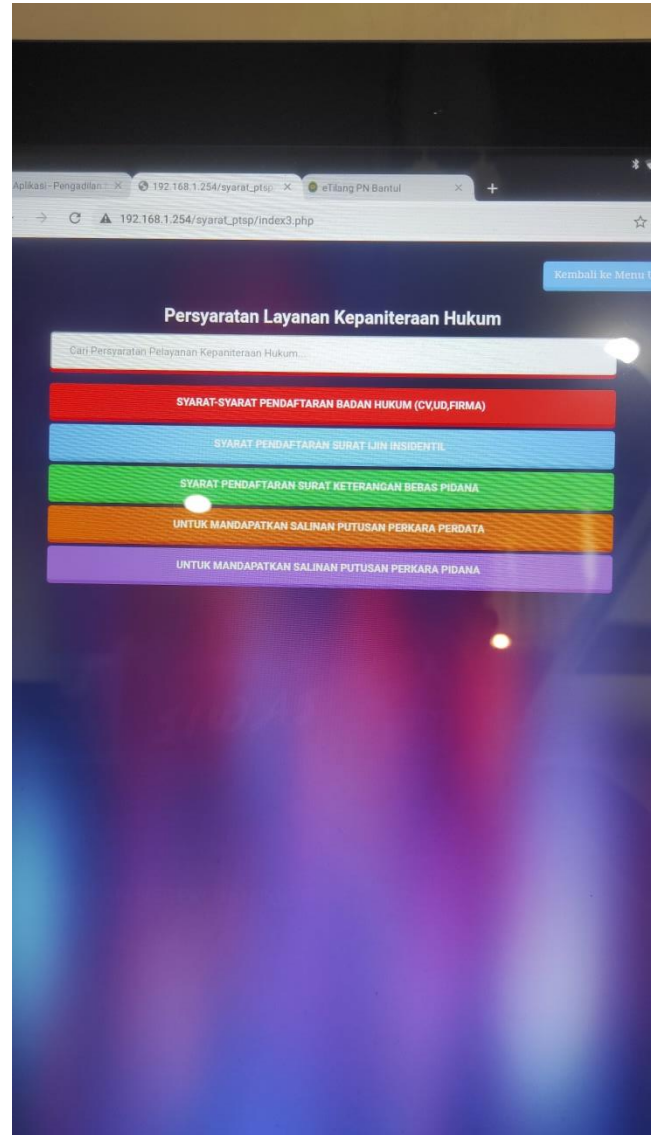 Aplikasi - Pengadilan
192.168.1.254/syarat_ptsp
eTilang PN Bantul
192.168.1.254/syarat_ptsp/index3.php
Kembali ke Menu
Persyaratan Layanan Kepaniteraan Hukum
Cari Persyaratan Pelayanan Kepaniteraan Hukum...
SYARAT-SYARAT PENDAFTARAN BADAN HUKUM (CV,UD,FIRMA)
SYARAT PENDAFTARAN SURAT IJIN INSIDENTIL
SYARAT PENDAFTARAN SURAT KETERANGAN BEBAS PIDANA
UNTUK MANDAPATKAN SALINAN PUTUSAN PERKARA PERDATA
UNTUK MANDAPATKAN SALINAN PUTUSAN PERKARA PIDANA